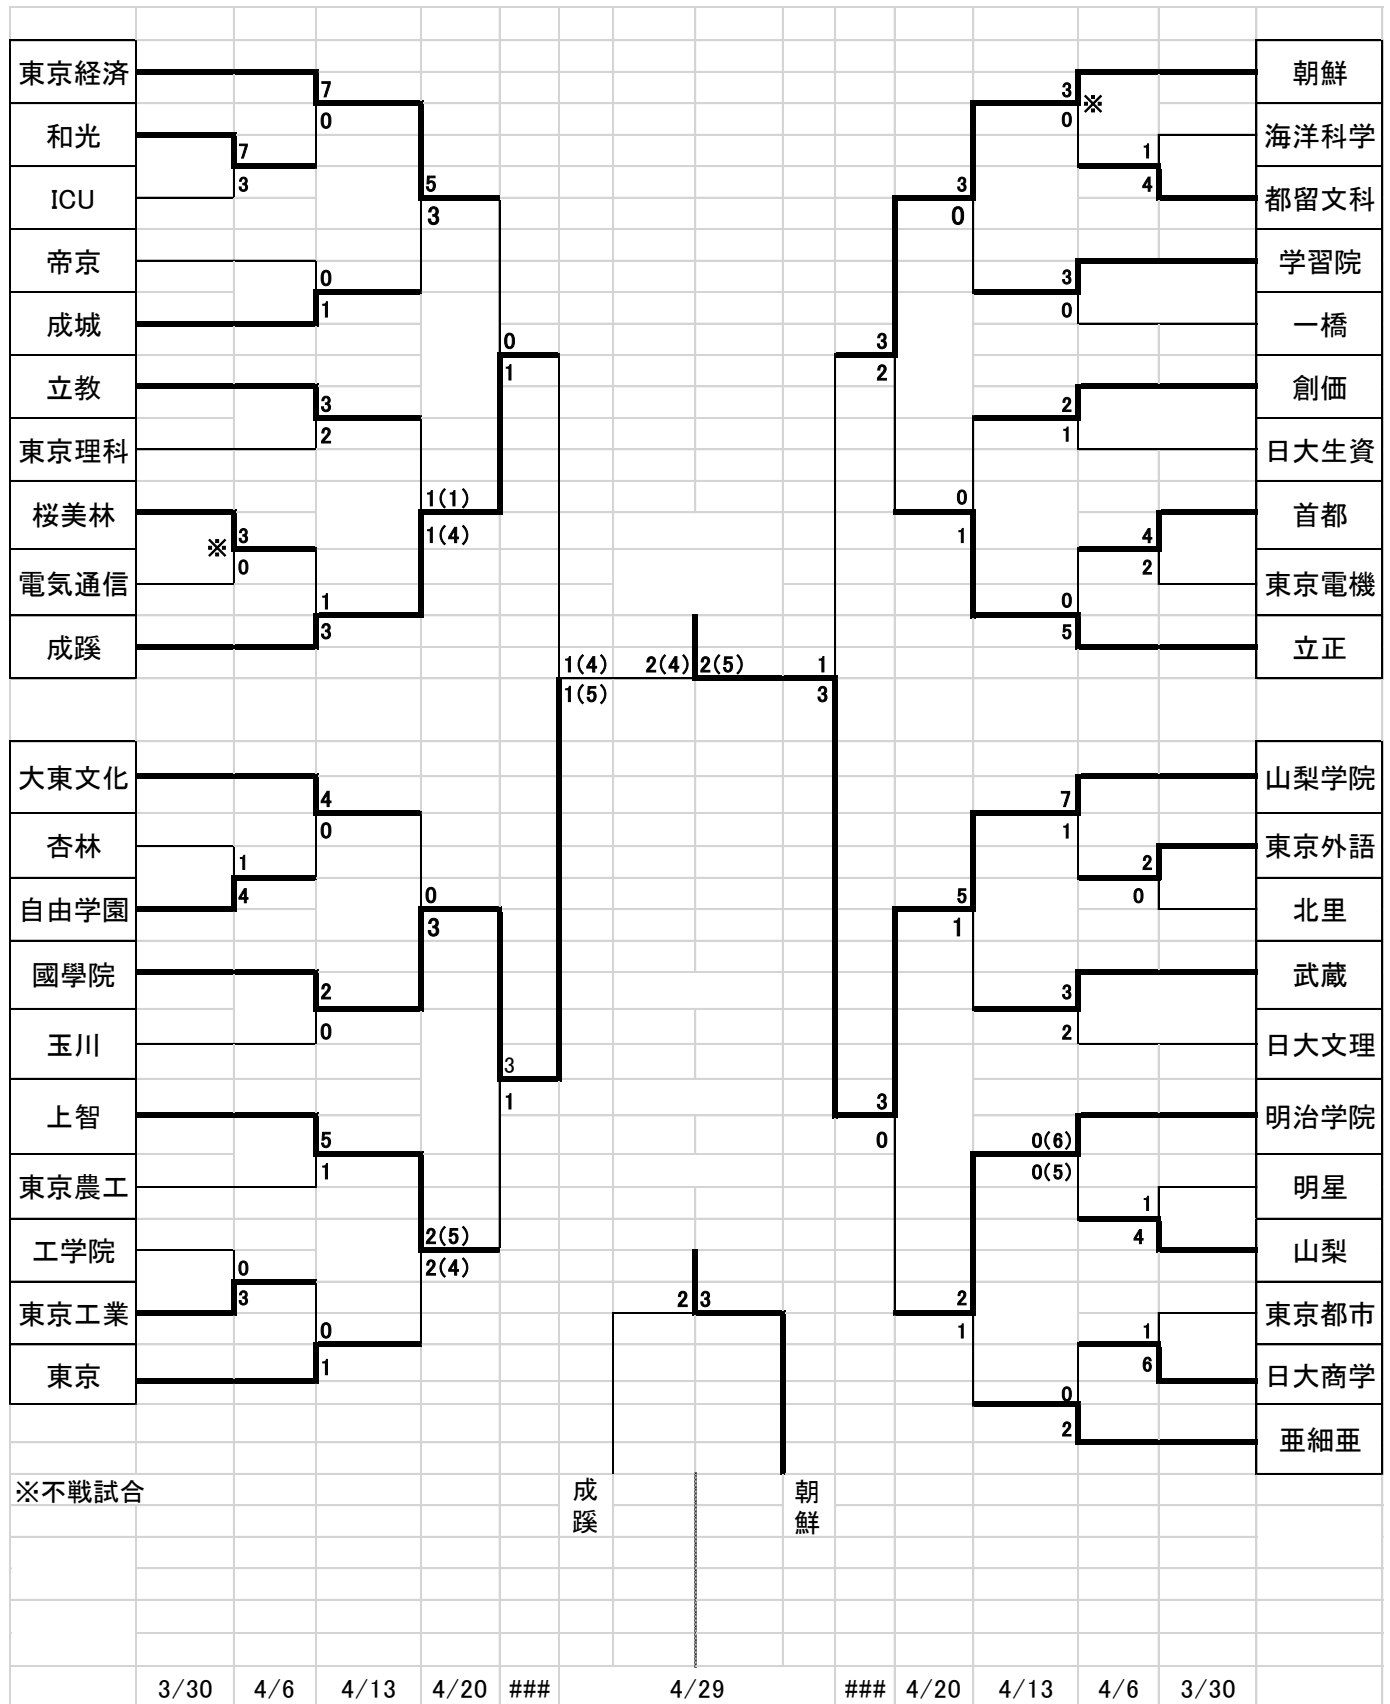 東京経済 朝鮮
7 3 ※
0 0
和光 海洋科学
7 1
3 4
ICU 5 3 都留文科
3 0
帝京 学習院
0 3
1 0
成城 一橋
0 3
1 2
立教 創価
3 2
2 1
東京理科 日大生資
桜美林 1(1) 0 首都
※ 3 1(4) 1 4
0 2
電気通信 東京電機
1 0
3 5
成蹊 立正
1(4) 2(4) 2(5) 1
1(5) 3
大東文化 山梨学院
4 7
0 1
杏林 東京外語
1 2
4 0
自由学園 0 5 北里
3 1
國學院 武蔵
2 3
0 2
玉川 日大文理
3
1 3
上智 明治学院
5 0 0(6)
1 0(5)
東京農工 明星
1
2(5) 4
工学院 山梨
0 2(4)
3 2 3 2
東京工業 東京都市
0 1 1
1 6
東京 日大商学
0
2
亜細亜
※不戦試合 成蹊 朝鮮
3/30 4/6 4/13 4/20 ### 4/29 ### 4/20 4/13 4/6 3/30